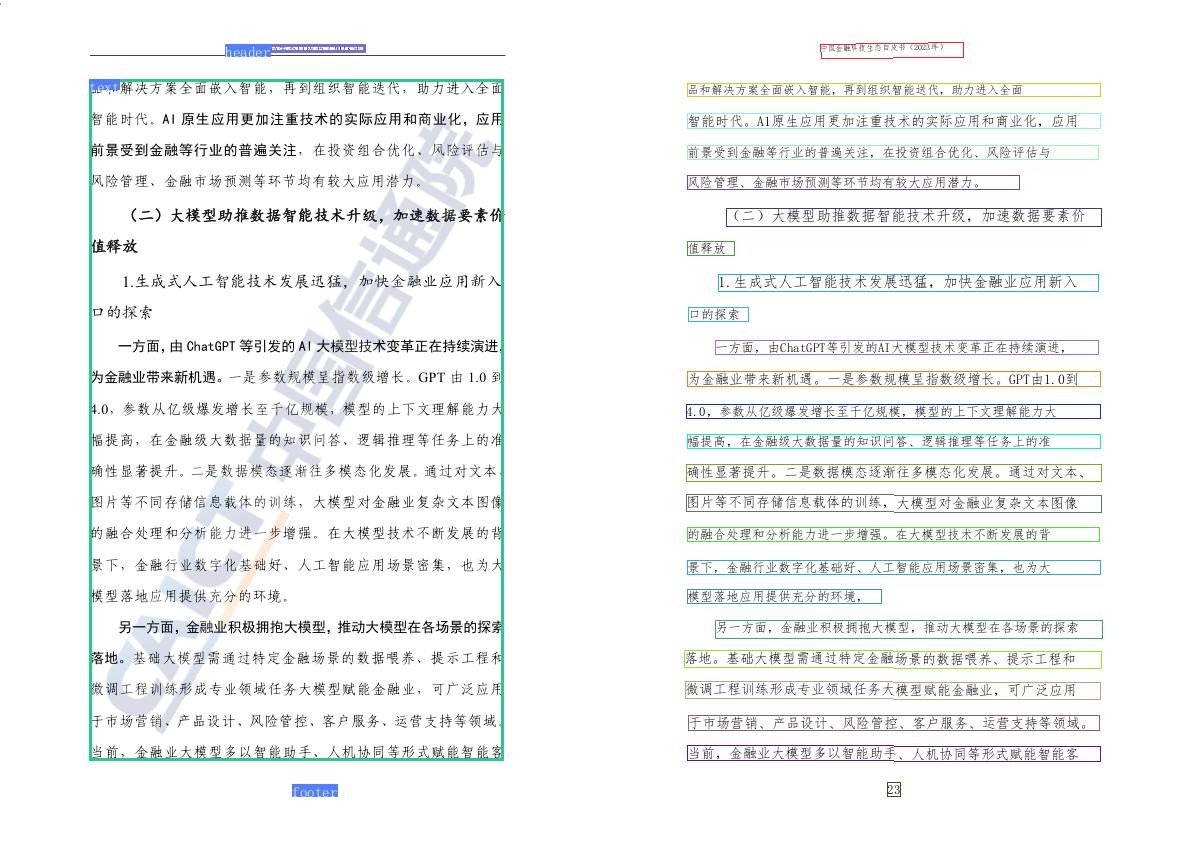 header
text
品和解决方案全面嵌入智能，再到组织智能迭代，助力进入全面
智能时代。AI 原生应用更加注重技术的实际应用和商业化，应用
前景受到金融等行业的普遍关注，在投资组合优化、风险评估与
风险管理、金融市场预测等环节均有较大应用潜力。
（二）大模型助推数据智能技术升级，加速数据要素价
值释放
1.生成式人工智能技术发展迅猛，加快金融业应用新入
口的探索
一方面，由 ChatGPT 等引发的 AI 大模型技术变革正在持续演进，
为金融业带来新机遇。一是参数规模呈指数级增长。GPT 由 1.0 到
4.0，参数从亿级爆发增长至千亿规模，模型的上下文理解能力大
幅提高，在金融级大数据量的知识问答、逻辑推理等任务上的准
确性显著提升。二是数据模态逐渐往多模态化发展。通过对文本、
图片等不同存储信息载体的训练，大模型对金融业复杂文本图像
的融合处理和分析能力进一步增强。在大模型技术不断发展的背
景下，金融行业数字化基础好、人工智能应用场景密集，也为大
模型落地应用提供充分的环境。
另一方面，金融业积极拥抱大模型，推动大模型在各场景的探索
落地。基础大模型需通过特定金融场景的数据喂养、提示工程和
微调工程训练形成专业领域任务大模型赋能金融业，可广泛应用
于市场营销、产品设计、风险管控、客户服务、运营支持等领域。
当前，金融业大模型多以智能助手、人机协同等形式赋能智能客
CAICT 中国信通院
footer
中国金融科技生态白皮书（2023年）
品和解决方案全面嵌入智能，再到组织智能迭代，助力进入全面
智能时代。A1原生应用更加注重技术的实际应用和商业化，应用
前景受到金融等行业的普遍关注，在投资组合优化、风险评估与
风险管理、金融市场预测等环节均有较大应用潜力。
（二）大模型助推数据智能技术升级，加速数据要素价
值释放
1.生成式人工智能技术发展迅猛，加快金融业应用新入
口的探索
一方面，由ChatGPT等引发的AI大模型技术变革正在持续演进，
为金融业带来新机遇。一是参数规模呈指数级增长。GPT由1.0到
4.0，参数从亿级爆发增长至千亿规模，模型的上下文理解能力大
幅提高，在金融级大数据量的知识问答、逻辑推理等任务上的准
确性显著提升。二是数据模态逐渐往多模态化发展。通过对文本、
图片等不同存储信息载体的训练，大模型对金融业复杂文本图像
的融合处理和分析能力进一步增强。在大模型技术不断发展的背
景下，金融行业数字化基础好、人工智能应用场景密集，也为大
模型落地应用提供充分的环境，
另一方面，金融业积极拥抱大模型，推动大模型在各场景的探索
落地。基础大模型需通过特定金融场景的数据喂养、提示工程和
微调工程训练形成专业领域任务大模型赋能金融业，可广泛应用
于市场营销、产品设计、风险管控、客户服务、运营支持等领域。
当前，金融业大模型多以智能助手、人机协同等形式赋能智能客
23